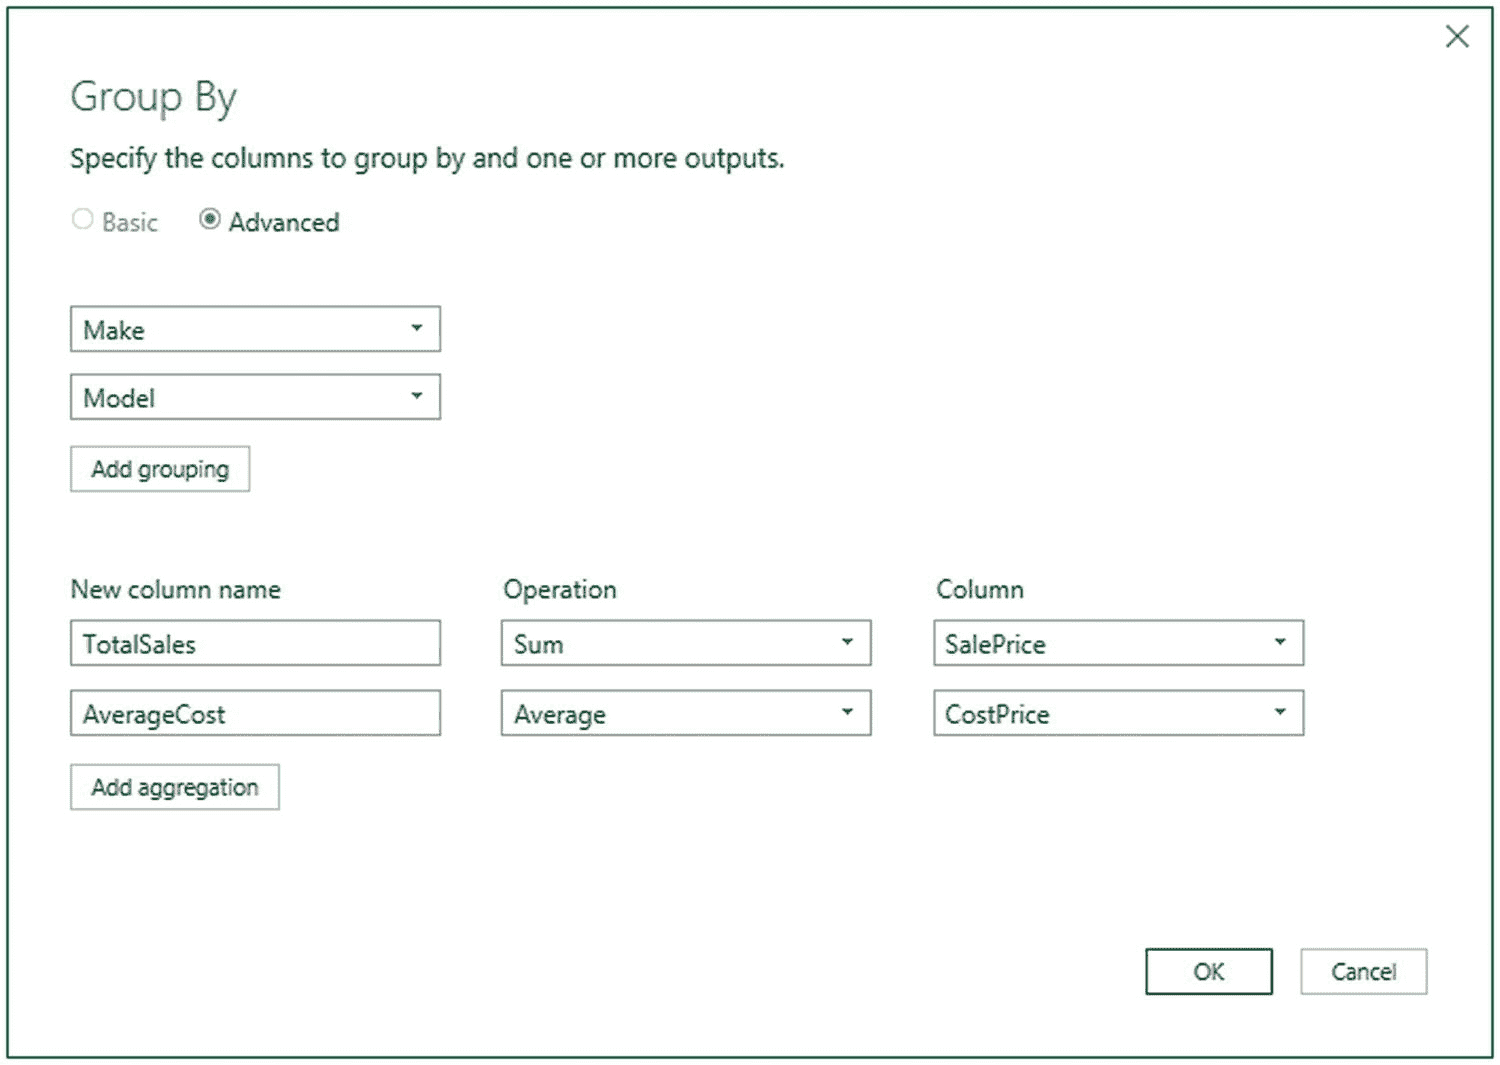 Group By
Specify the columns to group by and one or more outputs.
Basic Advanced
Make
Model
Add grouping
New column name Operation Column
TotalSales Sum SalePrice
AverageCost Average CostPrice
Add aggregation
OK Cancel